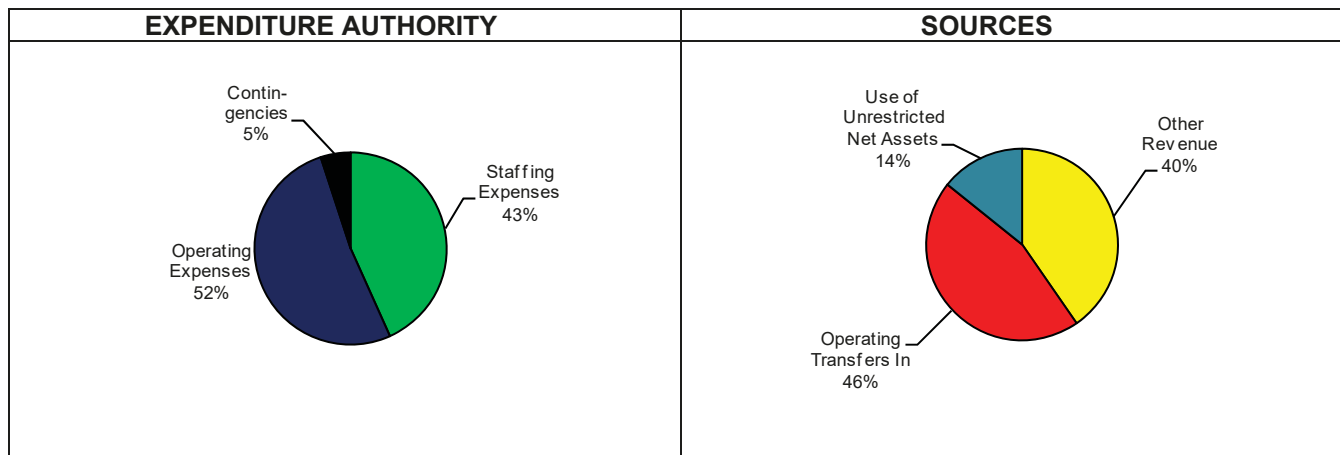 EXPENDITURE AUTHORITY
Contin-
gencies
5%
Staffing
Expenses
43%
Operating
Expenses
52%
SOURCES
Use of
Unrestricted
Net Assets
14%
Other
Revenue
40%
Operating
Transfers In
46%